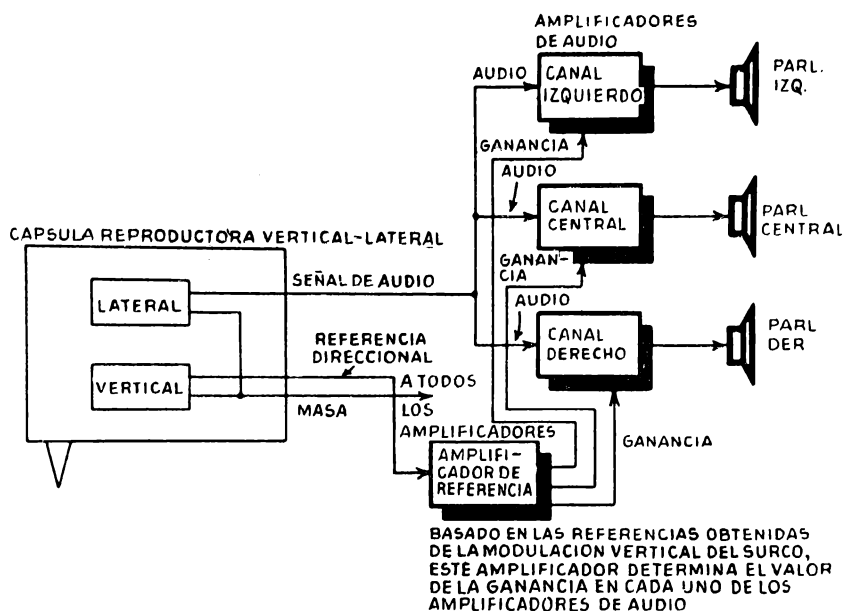 AMPLIFICADORES
DE AUDIO
AUDIO
CANAL
IZQUIERDO
PARL.
IZQ.
GANANCIA
AUDIO
CANAL
CENTRAL
PARL
CENTRAL
CAPSULA REPRODUCTORA VERTICAL-LATERAL
GANAN-
CIA
SEÑAL DE AUDIO
AUDIO
LATERAL
CANAL
DERECHO
PARL
DER
REFERENCIA
DIRECCIONAL
VERTICAL
A TODOS
MASA
LOS
AMPLIFICADORES
GANANCIA
AMPLIFI-
CADOR DE
REFERENCIA
BASADO EN LAS REFERENCIAS OBTENIDAS
DE LA MODULACION VERTICAL DEL SURCO,
ESTE AMPLIFICADOR DETERMINA EL VALOR
DE LA GANANCIA EN CADA UNO DE LOS
AMPLIFICADORES DE AUDIO